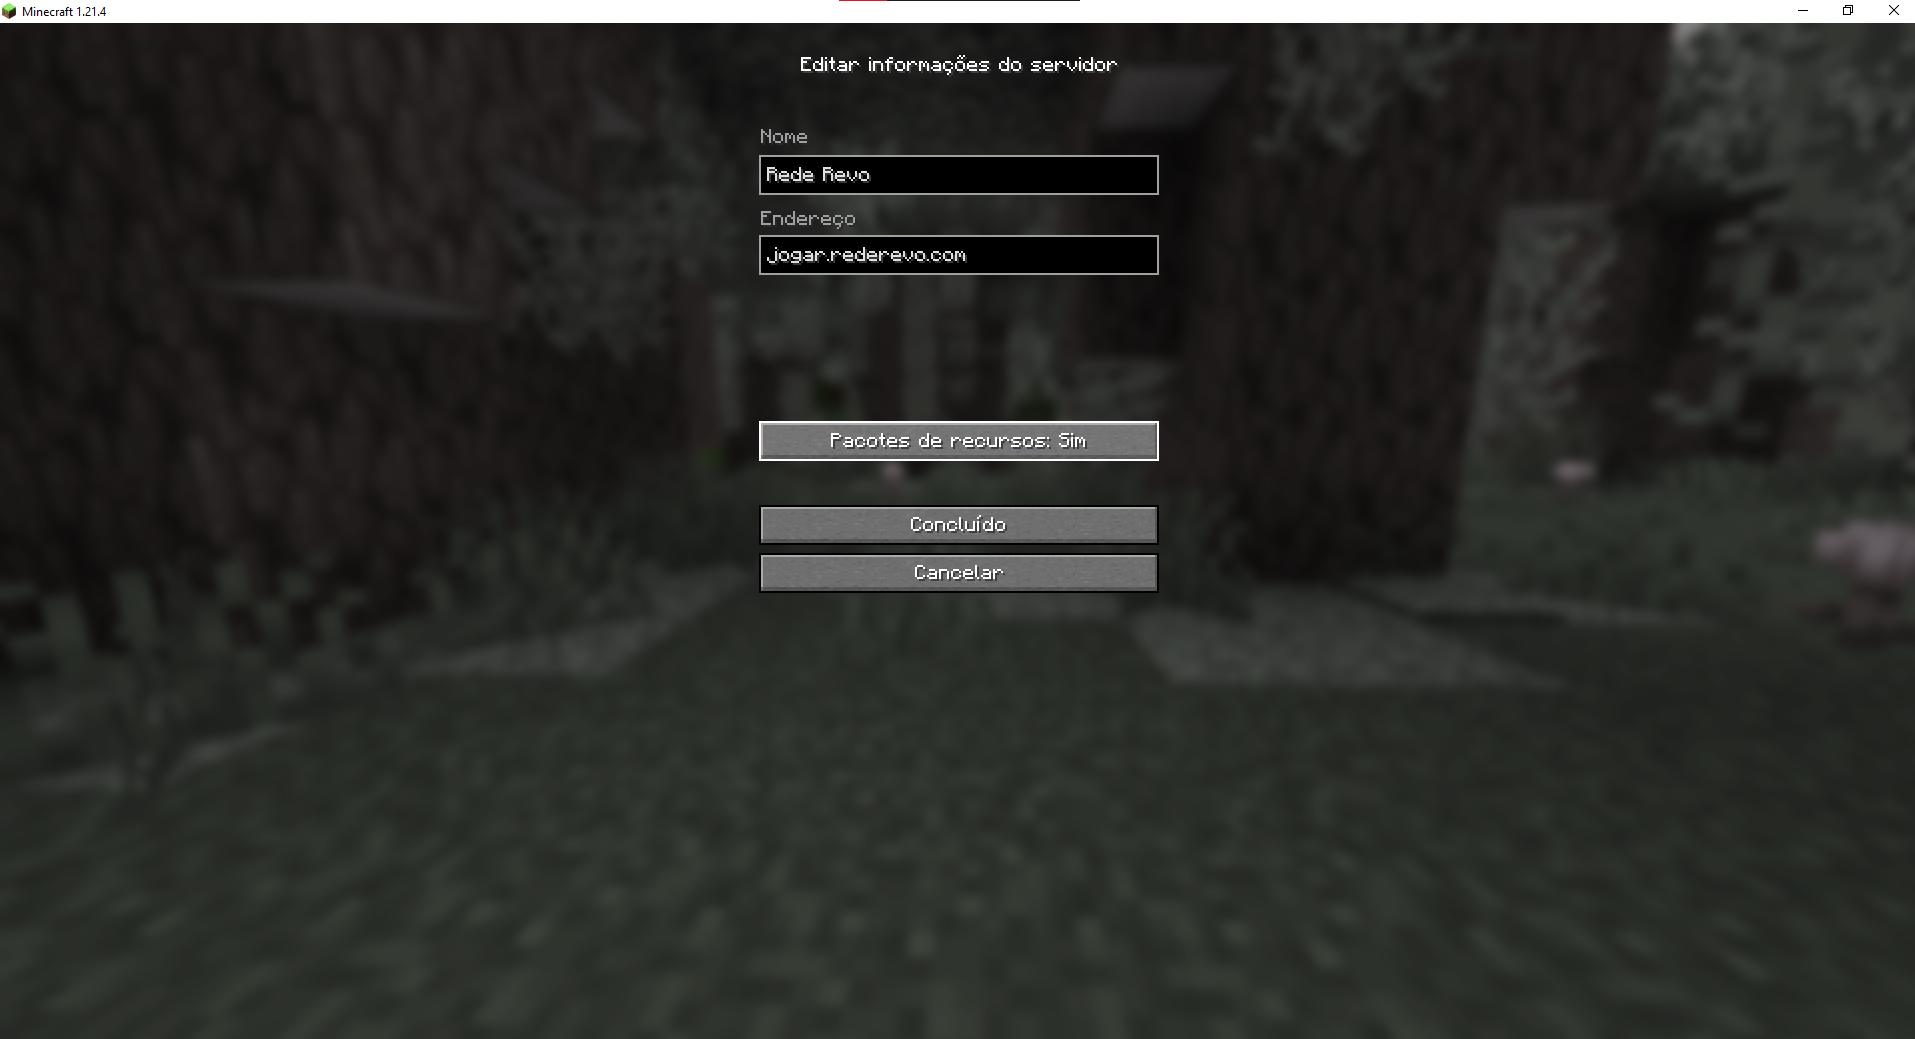 Minecraft 1.21.4
Editar informações do servidor
Nome
Rede Revo
Endereço
jogar.rederevo.com
Pacotes de recursos: Sim
Concluído
Cancelar